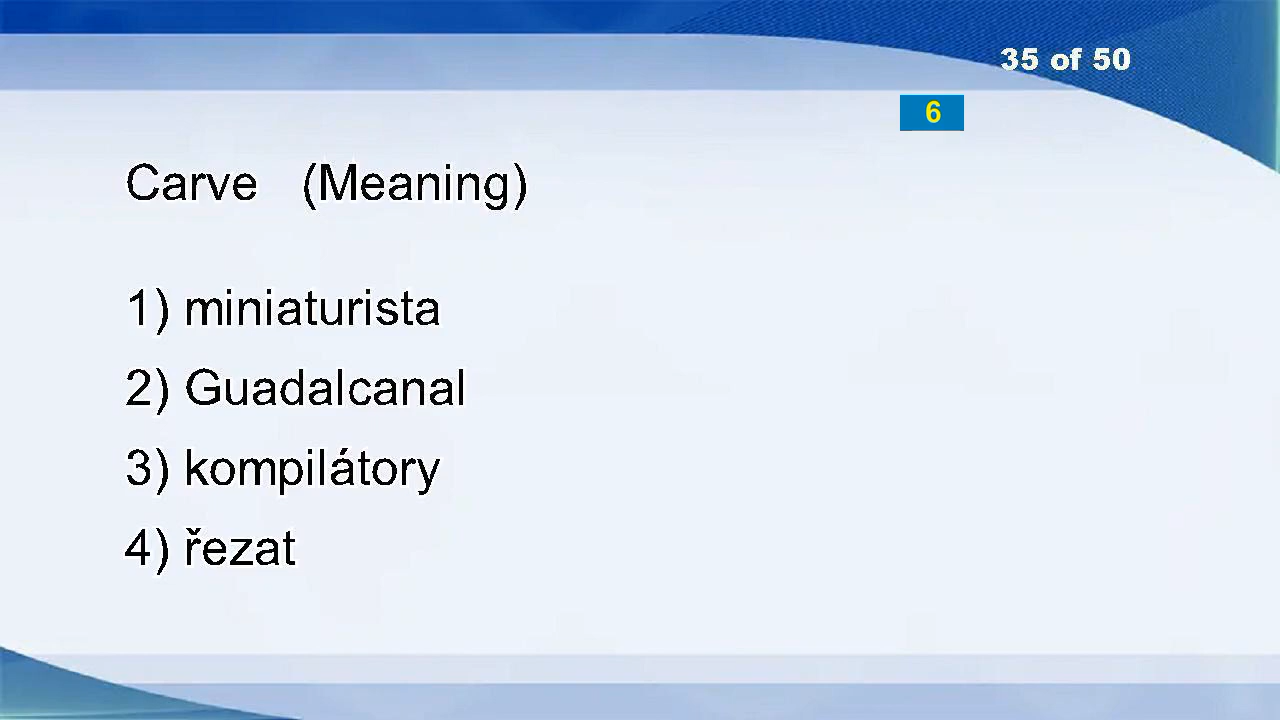 35 of 50
6
Carve (Meaning)
1) miniaturista
2) Guadalcanal
3) kompilátory
4) řezat